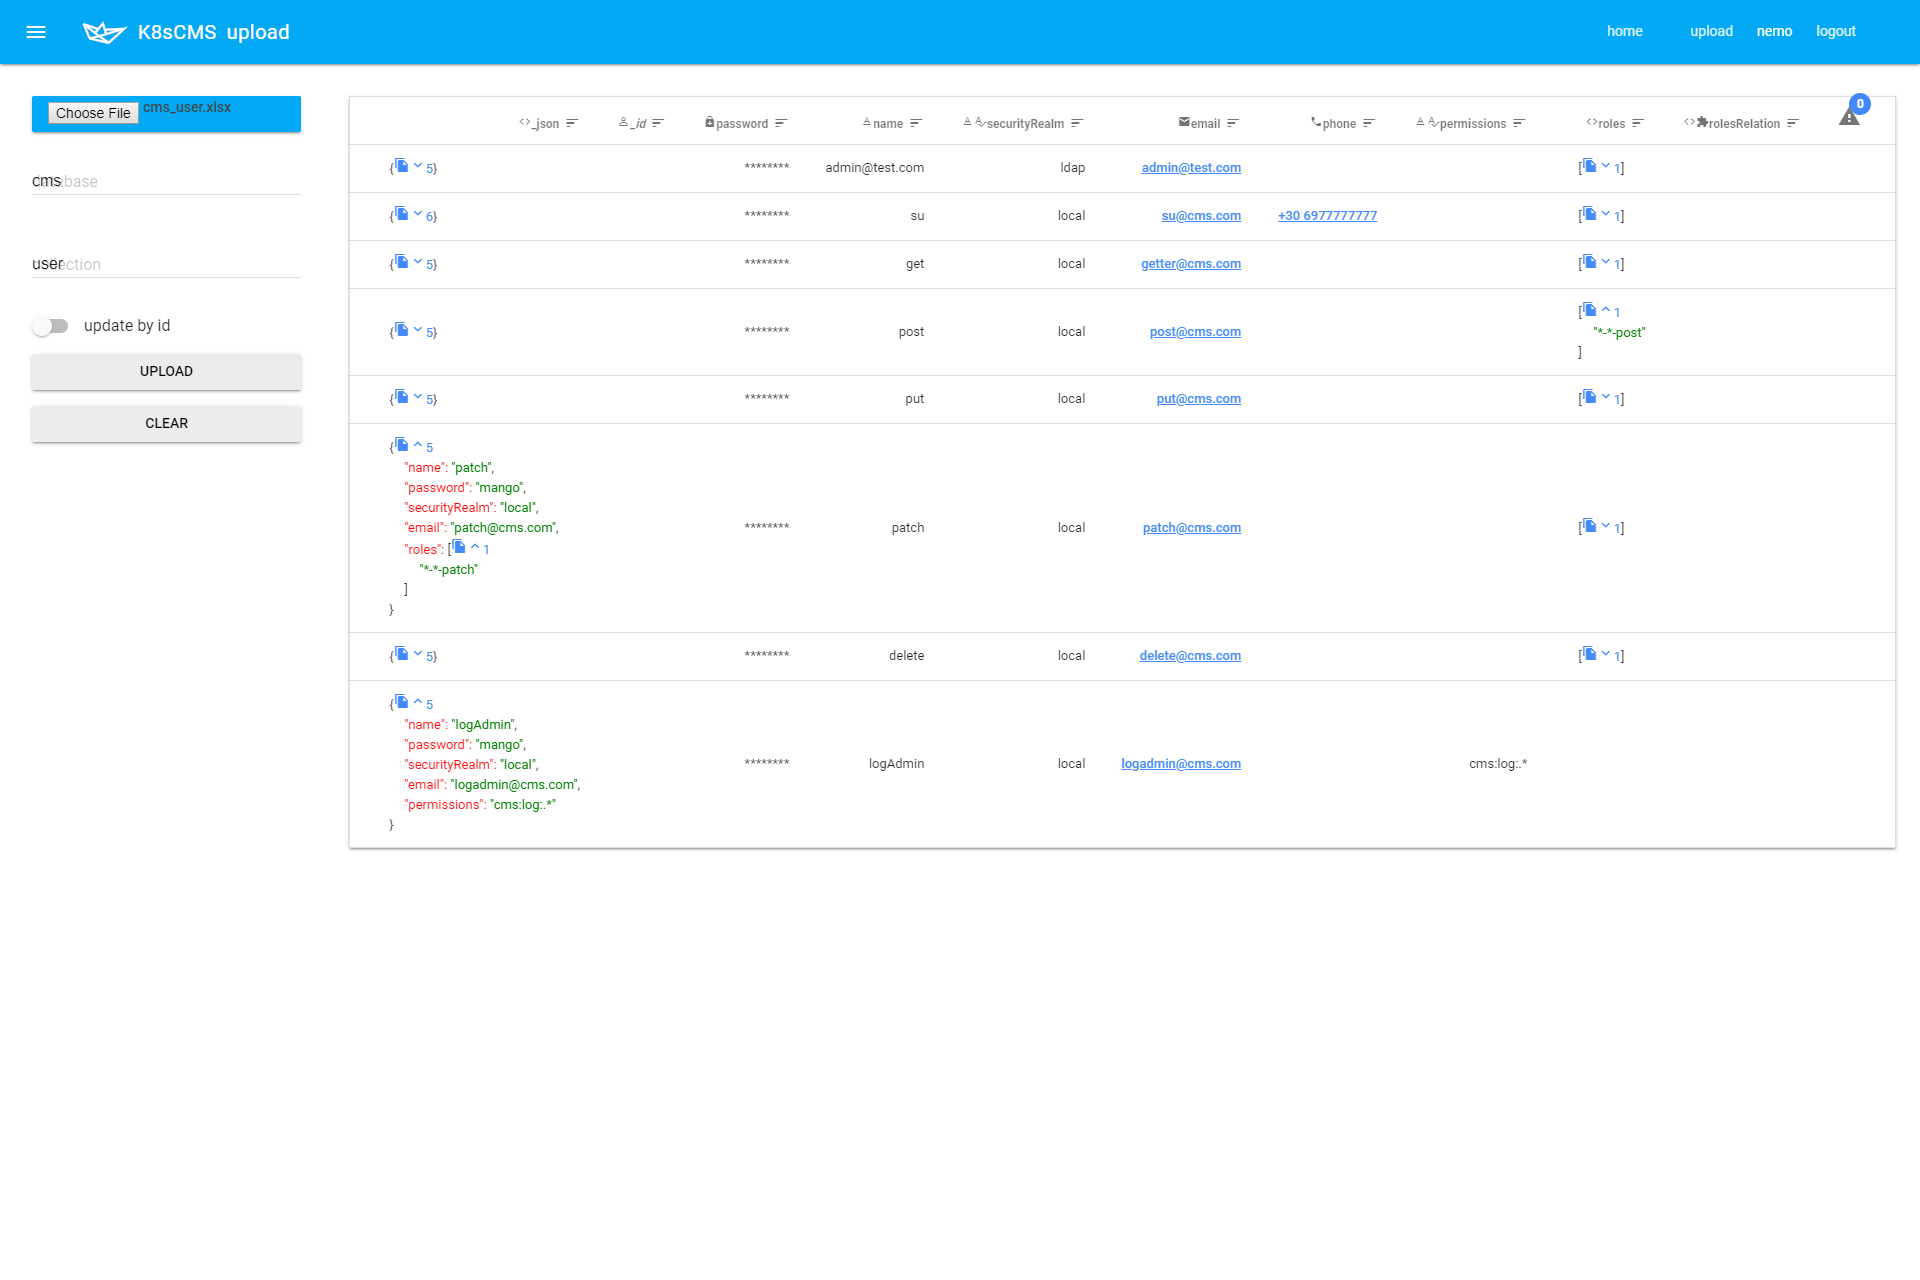 K8sCMS upload home upload nemo logout
Choose File cms_user.xlsx
cms
database
user
collection
update by id
UPLOAD
CLEAR
_json _id password name securityRealm email phone permissions roles rolesRelation 0
{ 5} ******** admin@test.com ldap admin@test.com [ 1]
{ 6} ******** su local su@cms.com +30 6977777777 [ 1]
{ 5} ******** get local getter@cms.com [ 1]
{ 5} ******** post local post@cms.com [ 1
"*-*-post"
]
{ 5} ******** put local put@cms.com [ 1]
{ 5
"name": "patch",
"password": "mango",
"securityRealm": "local",
"email": "patch@cms.com", ******** patch local patch@cms.com [ 1]
"roles": [ 1
"*-*-patch"
]
}
{ 5} ******** delete local delete@cms.com [ 1]
{ 5
"name": "logAdmin",
"password": "mango",
"securityRealm": "local", ******** logAdmin local logadmin@cms.com cms:log:.*
"email": "logadmin@cms.com",
"permissions": "cms:log:.*"
}